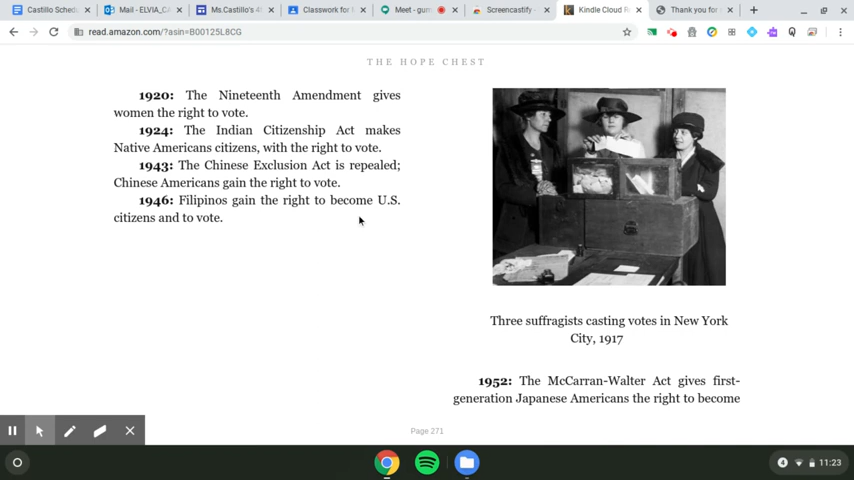 Castillo Schedu
Mail - ELVIA_CA
Ms.Castillo's 4t
Classwork for
Meet - gum
Screencastify -
Kindle Cloud R
Thank you for
read.amazon.com/?asin=B00125L8CG
THE HOPE CHEST
1920: The Nineteenth Amendment gives
women the right to vote.
1924: The Indian Citizenship Act makes
Native Americans citizens, with the right to vote.
1943: The Chinese Exclusion Act is repealed;
Chinese Americans gain the right to vote.
1946: Filipinos gain the right to become U.S.
citizens and to vote.
Three suffragists casting votes in New York
City, 1917
1952: The McCarran-Walter Act gives first-
generation Japanese Americans the right to become
Page 271
4
11:23